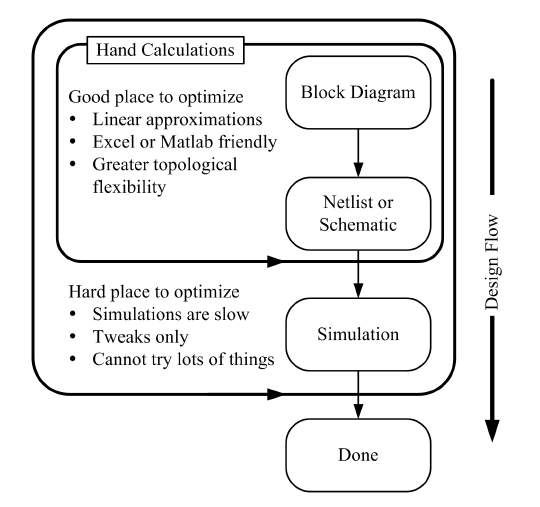 Hand Calculations
Good place to optimize
• Linear approximations
• Excel or Matlab friendly
• Greater topological
flexibility
Block Diagram
Netlist or
Schematic
Hard place to optimize
• Simulations are slow
• Tweaks only
• Cannot try lots of things
Simulation
Done
Design Flow